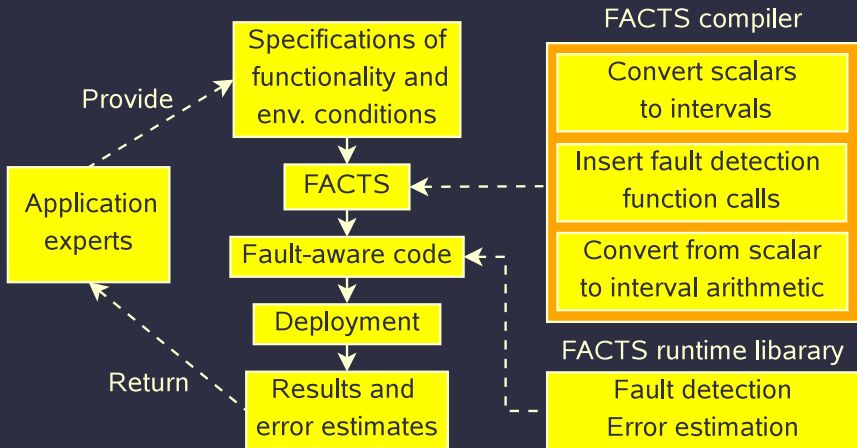 FACTS compiler
Specifications of
functionality and
env. conditions
Convert scalars
to intervals
Provide
Insert fault detection
function calls
FACTS
Application
experts
Fault-aware code
Convert from scalar
to interval arithmetic
Deployment
FACTS runtime libarary
Return
Results and
error estimates
Fault detection
Error estimation